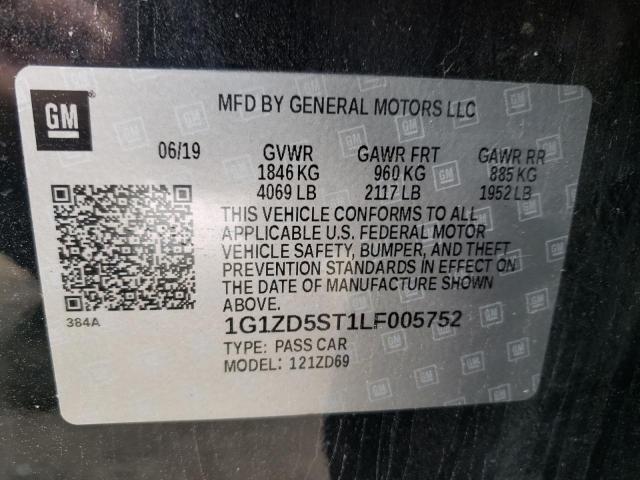 GM
MFD BY GENERAL MOTORS LLC
06/19 GVWR GAWR FRT GAWR RR
1846 KG 960 KG 885 KG
4069 LB 2117 LB 1952 LB
THIS VEHICLE CONFORMS TO ALL
APPLICABLE U.S. FEDERAL MOTOR
VEHICLE SAFETY, BUMPER, AND THEFT
PREVENTION STANDARDS IN EFFECT ON
THE DATE OF MANUFACTURE SHOWN
ABOVE.
384A
1G1ZD5ST1LF005752
TYPE: PASS CAR
MODEL: 121ZD69